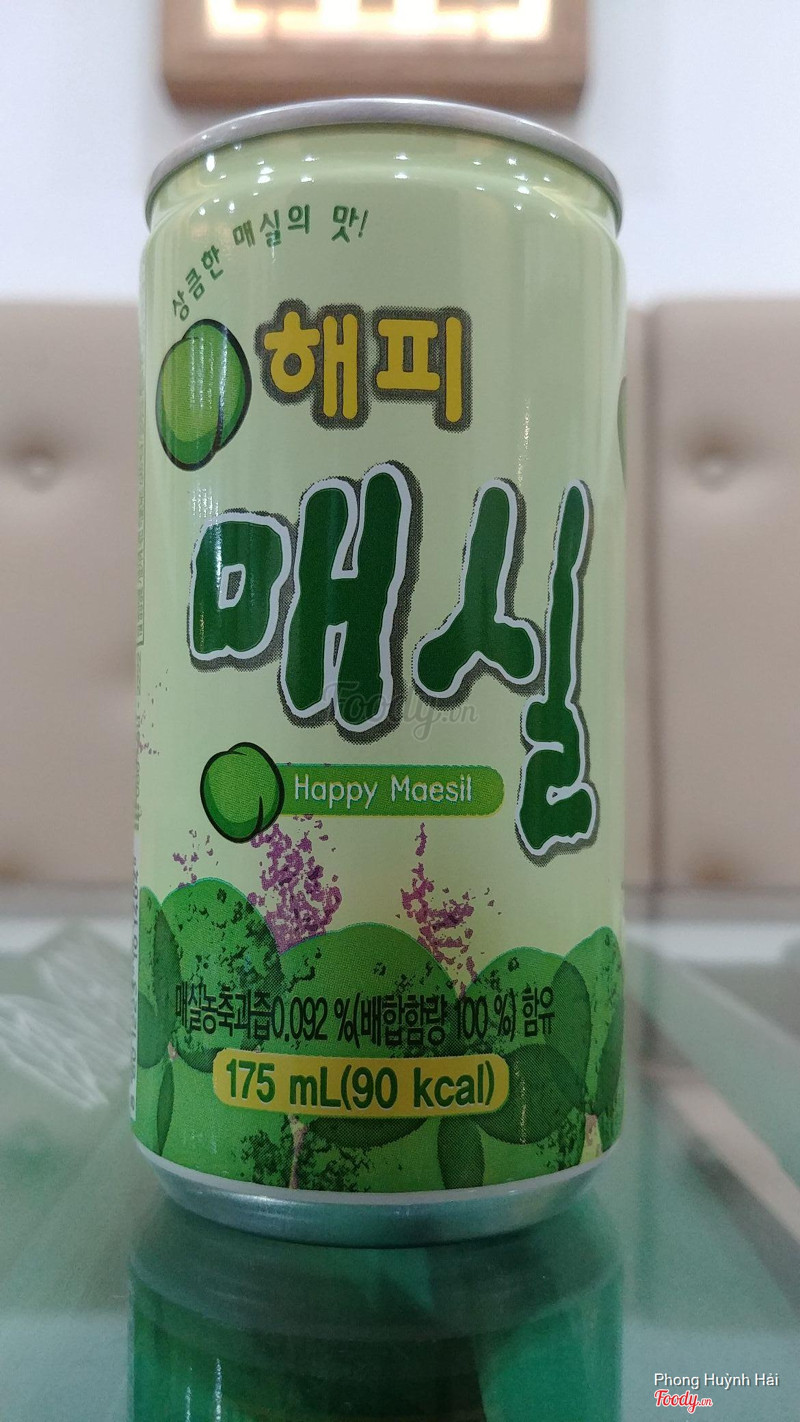 상큼한 매실의 맛!
해피
매실
Foody.vn
Happy Maesil
매실농축과즙0.092 %(배합함량 100 %) 함유
175 mL(90 kcal)
Phong Huỳnh Hải
Foody.vn